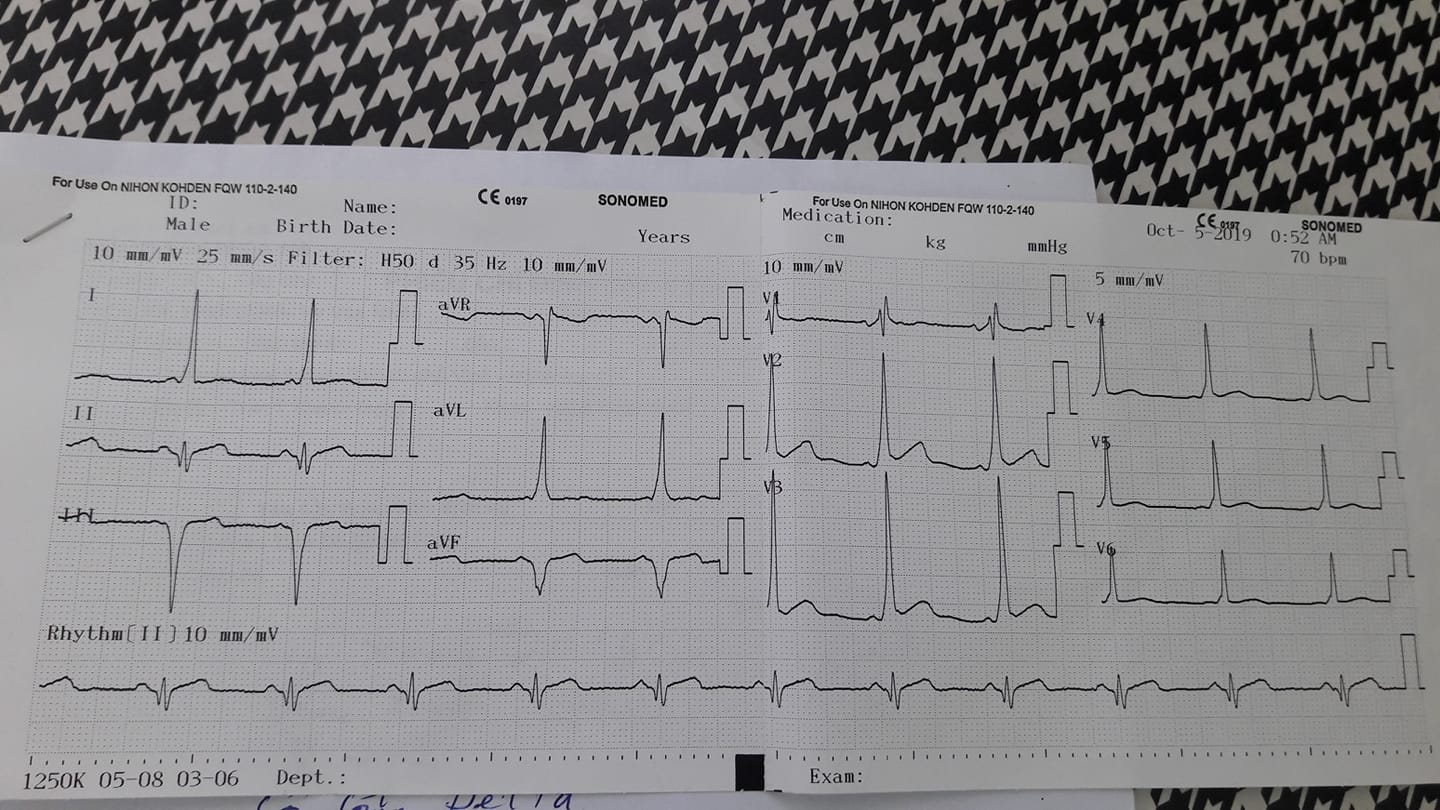 For Use On NIHON KOHDEN FQW 110-2-140
CE 0197
SONOMED
ID:
Name:
Male
Birth Date:
Years
10 mm/mV 25 mm/s Filter: H50 d 35 Hz 10 mm/mV
For Use On NIHON KOHDEN FQW 110-2-140
CE 0197
SONOMED
Medication:
cm kg mmHg
Oct- 5-2019 0:52 AM
70 bpm
10 mm/mV
5 mm/mV
I
aVR
V1
V4
II
aVL
V2
V5
III
aVF
V3
V6
Rhythm[II]10 mm/mV
1250K 05-08 03-06 Dept.:
Exam:
Delta